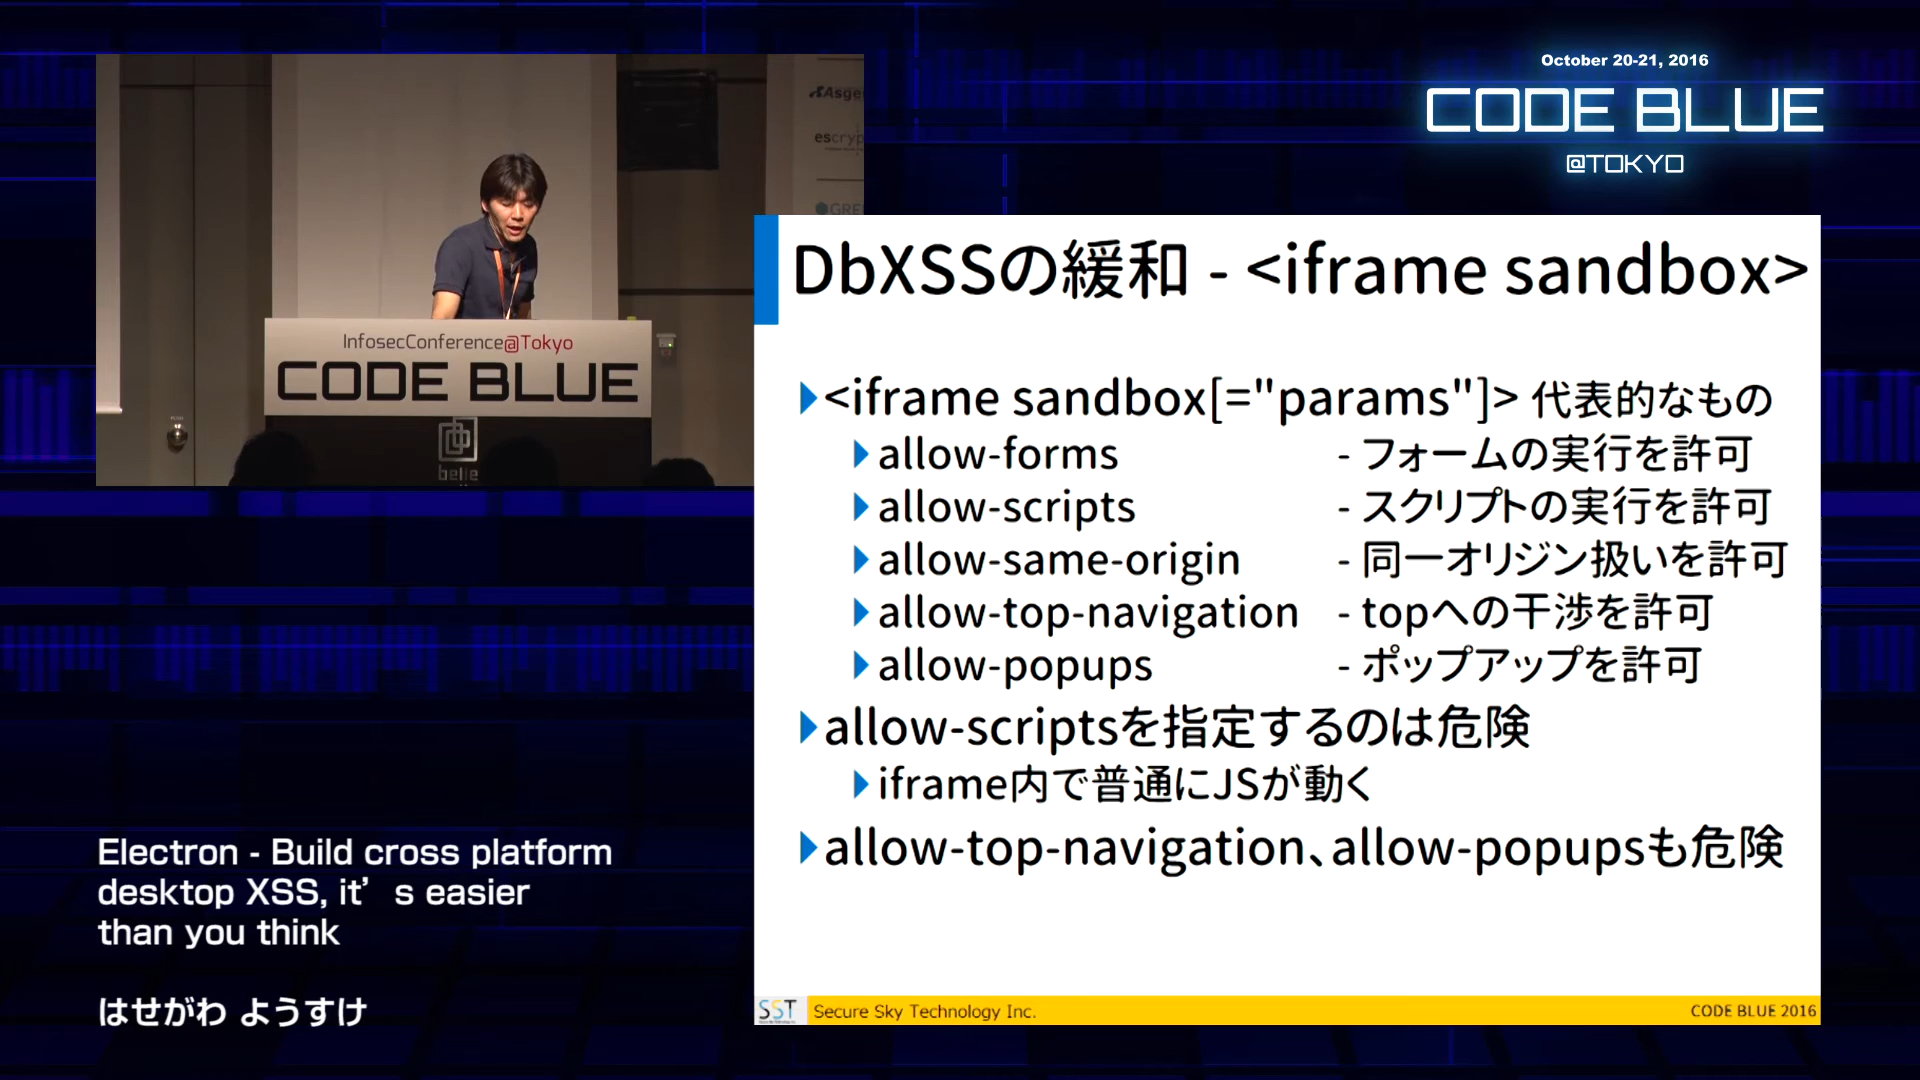 October 20-21, 2016
CODE BLUE
@TOKYO
InfosecConference@Tokyo
CODE BLUE
belle
DbXSSの緩和 - <iframe sandbox>
<iframe sandbox[="params"]> 代表的なもの
allow-forms - フォームの実行を許可
allow-scripts - スクリプトの実行を許可
allow-same-origin - 同一オリジン扱いを許可
allow-top-navigation - topへの干渉を許可
allow-popups - ポップアップを許可
allow-scriptsを指定するのは危険
iframe内で普通にJSが動く
allow-top-navigation、allow-popupsも危険
SST Secure Sky Technology Inc. CODE BLUE 2016
Electron - Build cross platform
desktop XSS, it’s easier
than you think
はせがわ ようすけ